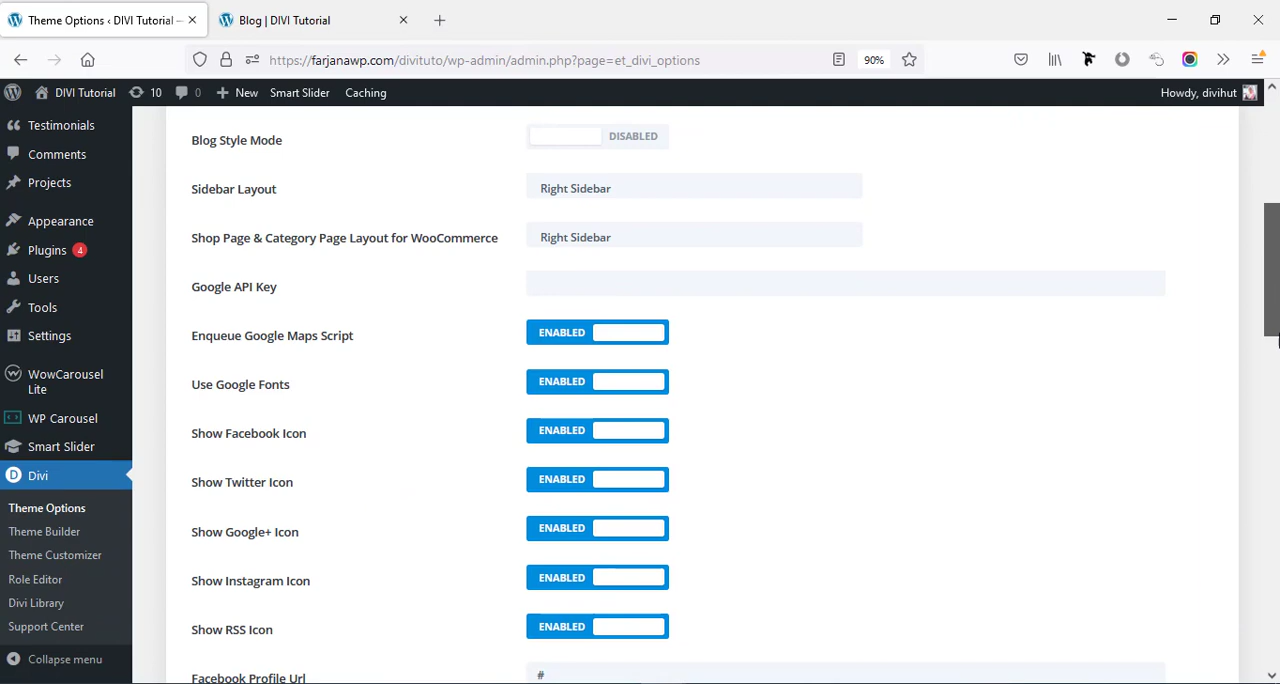 Theme Options ‹ DIVI Tutorial —
Blog | DIVI Tutorial
https://farjanawp.com/divituto/wp-admin/admin.php?page=et_divi_options
90%
DIVI Tutorial
10
0
New
Smart Slider
Caching
Howdy, divihut
Testimonials
Comments
Projects
Appearance
Plugins 4
Users
Tools
Settings
WowCarousel
Lite
WP Carousel
Smart Slider
Divi
Theme Options
Theme Builder
Theme Customizer
Role Editor
Divi Library
Support Center
Collapse menu
Blog Style Mode
DISABLED
Sidebar Layout
Right Sidebar
Shop Page & Category Page Layout for WooCommerce
Right Sidebar
Google API Key
Enqueue Google Maps Script
ENABLED
Use Google Fonts
ENABLED
Show Facebook Icon
ENABLED
Show Twitter Icon
ENABLED
Show Google+ Icon
ENABLED
Show Instagram Icon
ENABLED
Show RSS Icon
ENABLED
Facebook Profile Url
#